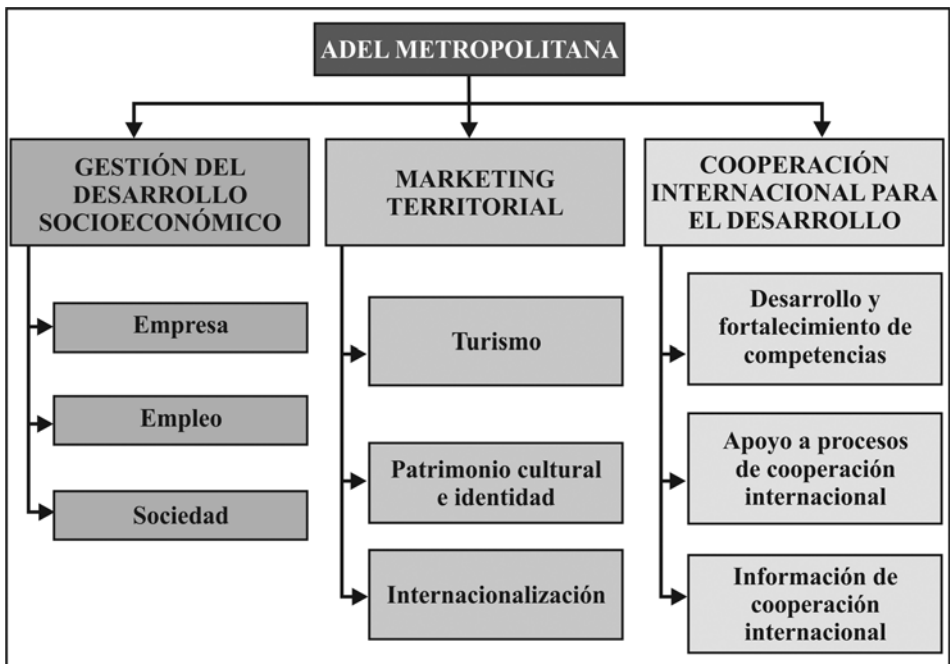 ADEL METROPOLITANA
GESTIÓN DEL
DESARROLLO
SOCIOECONÓMICO
Empresa
Empleo
Sociedad
MARKETING
TERRITORIAL
Turismo
Patrimonio cultural
e identidad
Internacionalización
COOPERACIÓN
INTERNACIONAL PARA
EL DESARROLLO
Desarrollo y
fortalecimiento de
competencias
Apoyo a procesos
de cooperación
internacional
Información de
cooperación
internacional